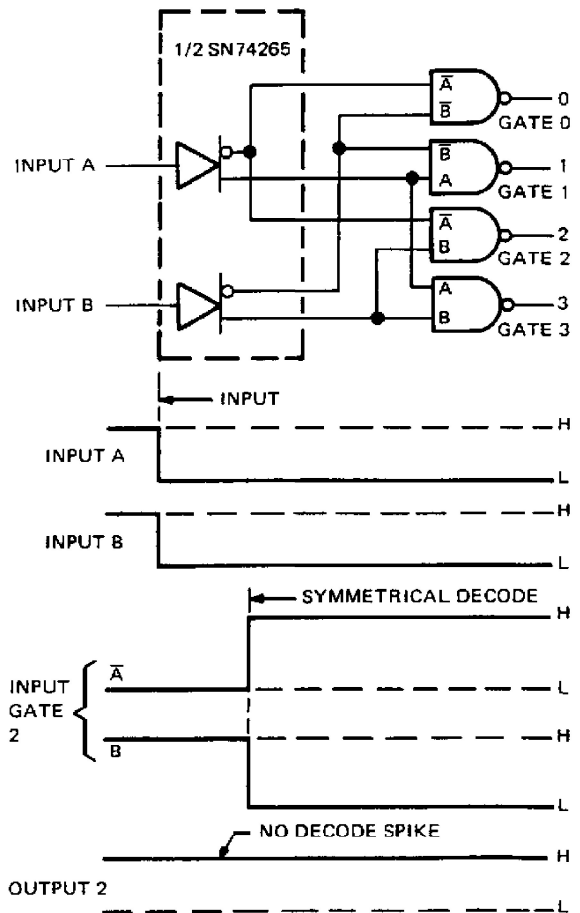 1/2 SN74265
A̅
B̅
0
GATE 0
INPUT A
B̅
A
1
GATE 1
A̅
B
2
GATE 2
INPUT B
A
B
3
GATE 3
INPUT
H
INPUT A
L
H
INPUT B
L
SYMMETRICAL DECODE
H
A̅
L
INPUT
GATE
2
H
B
L
NO DECODE SPIKE
H
OUTPUT 2
L